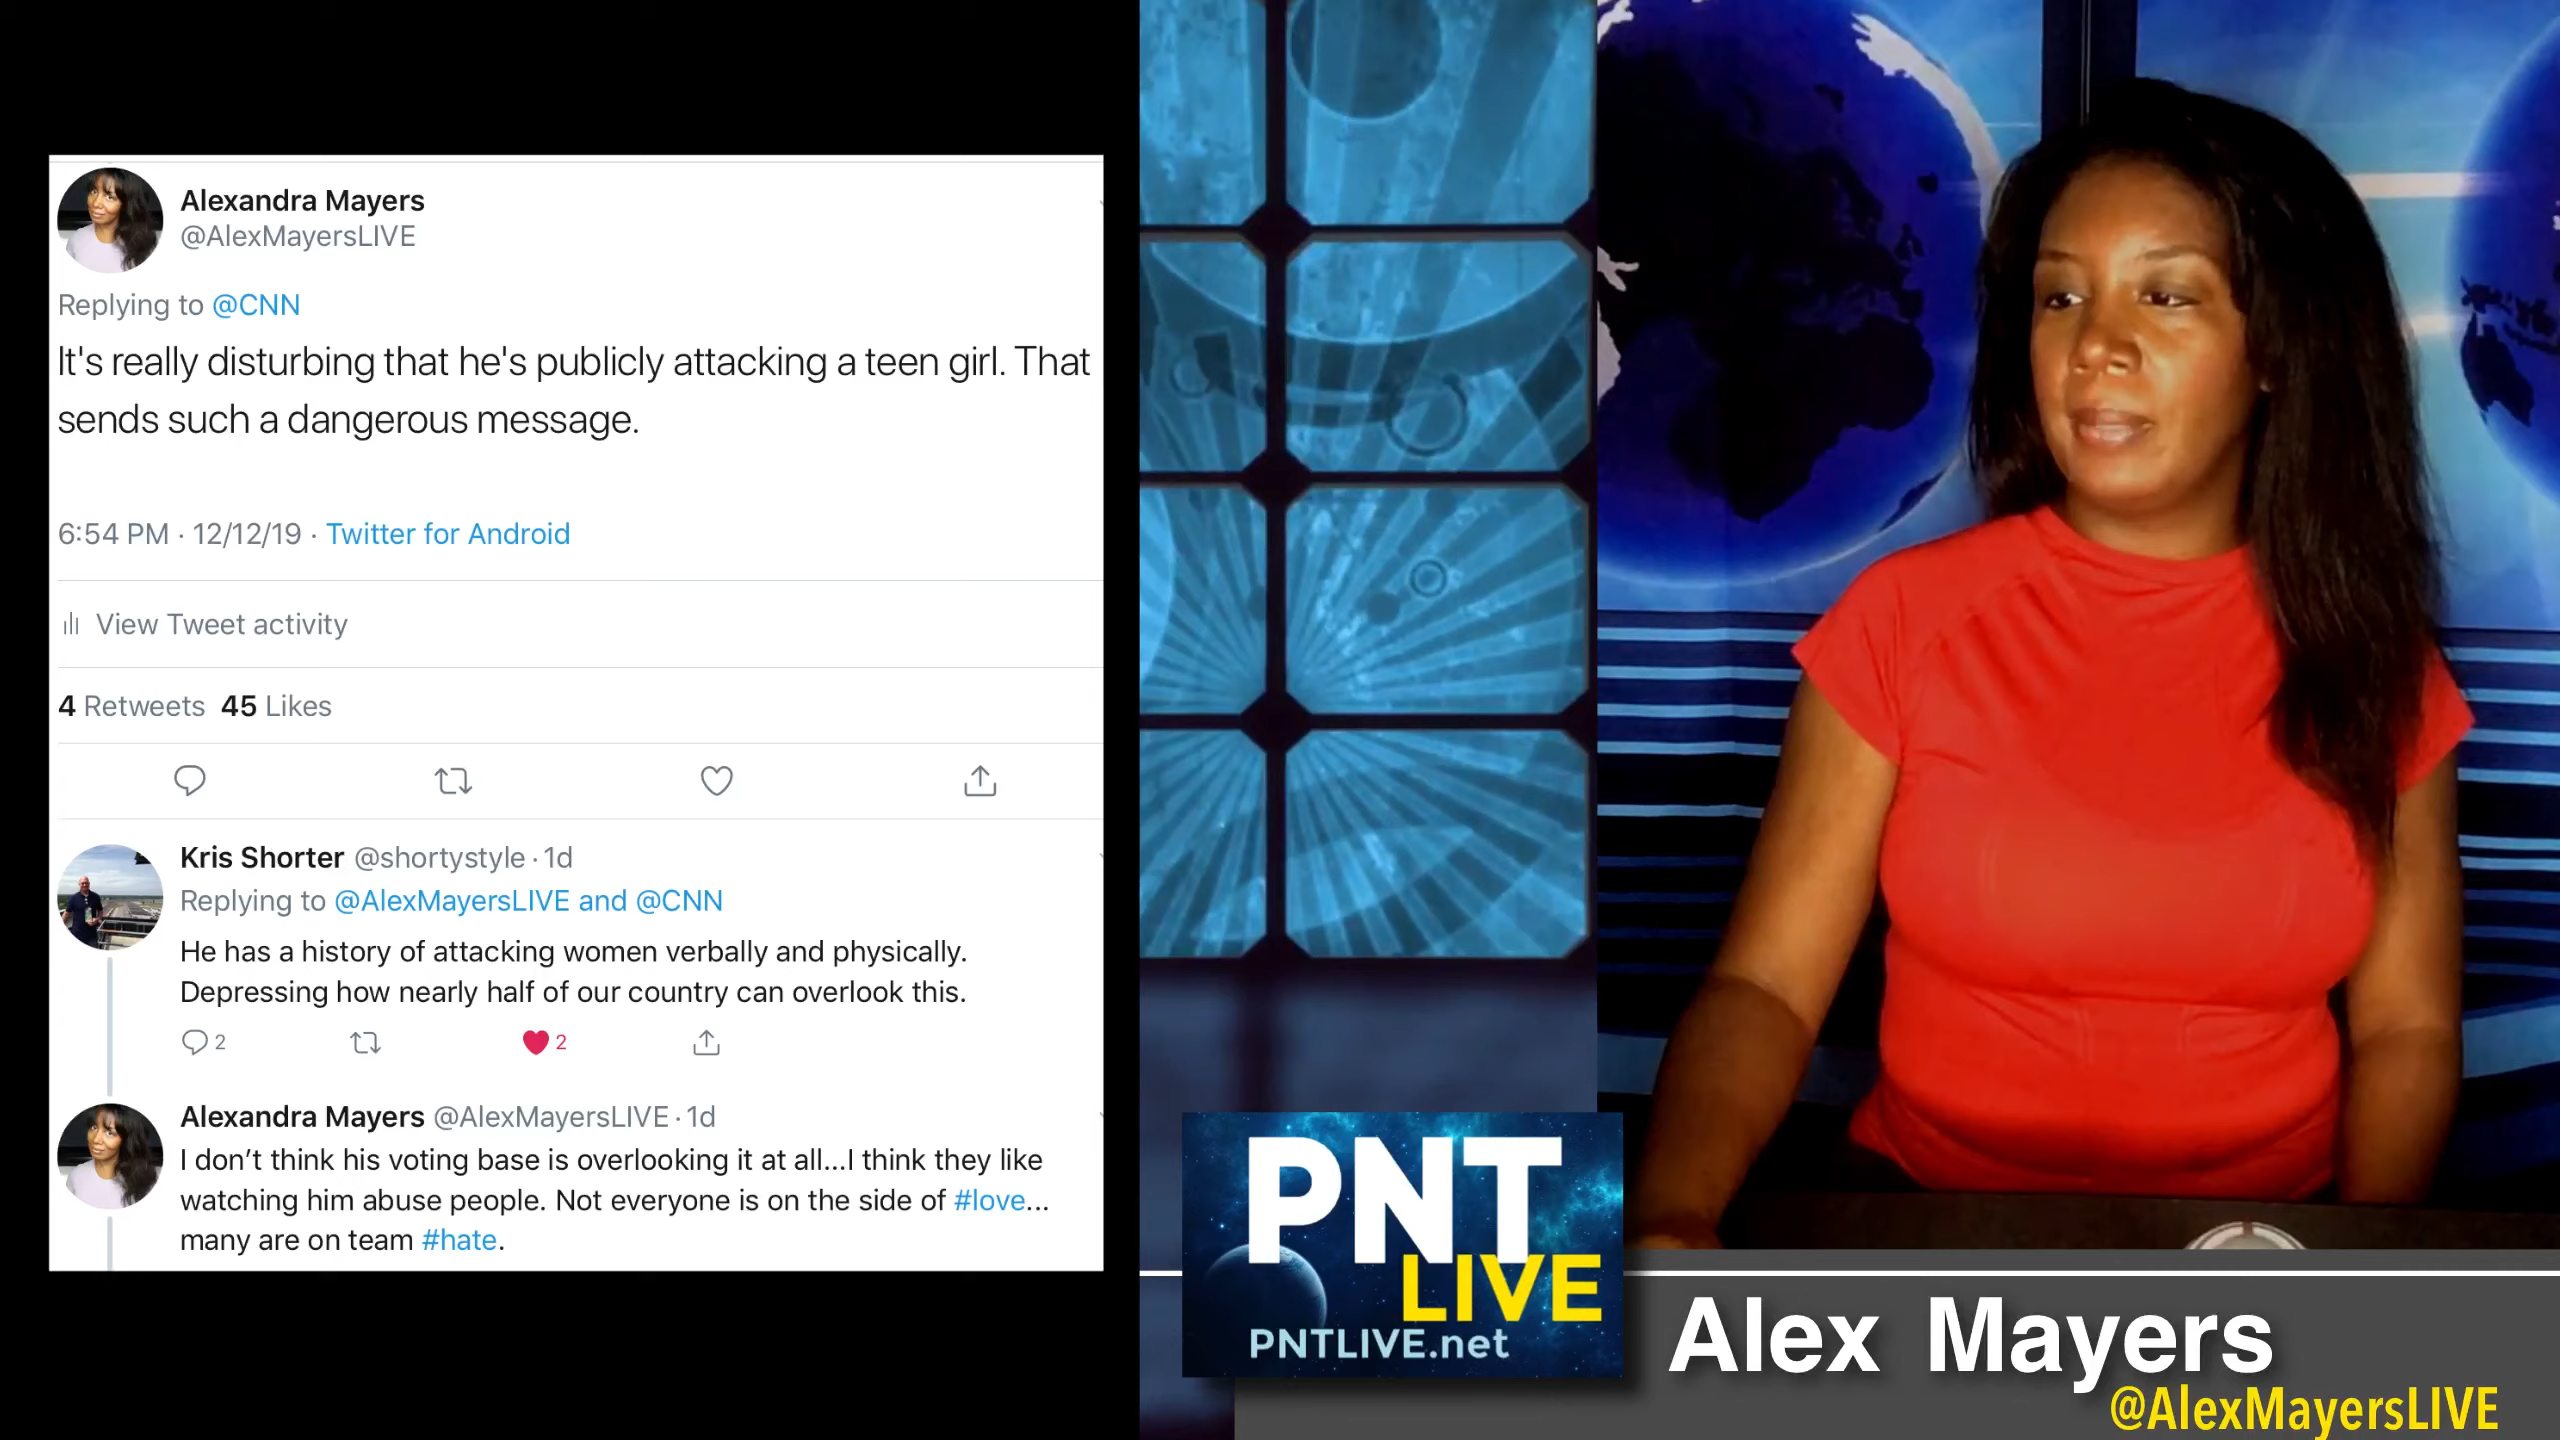 Alexandra Mayers
@AlexMayersLIVE
Replying to @CNN
It's really disturbing that he's publicly attacking a teen girl. That
sends such a dangerous message.
6:54 PM · 12/12/19 · Twitter for Android
View Tweet activity
4 Retweets 45 Likes
Kris Shorter @shortystyle · 1d
Replying to @AlexMayersLIVE and @CNN
He has a history of attacking women verbally and physically.
Depressing how nearly half of our country can overlook this.
2 2
Alexandra Mayers @AlexMayersLIVE · 1d
I don’t think his voting base is overlooking it at all...I think they like
watching him abuse people. Not everyone is on the side of #love...
many are on team #hate.
PNT
LIVE
PNTLIVE.net
Alex Mayers
@AlexMayersLIVE